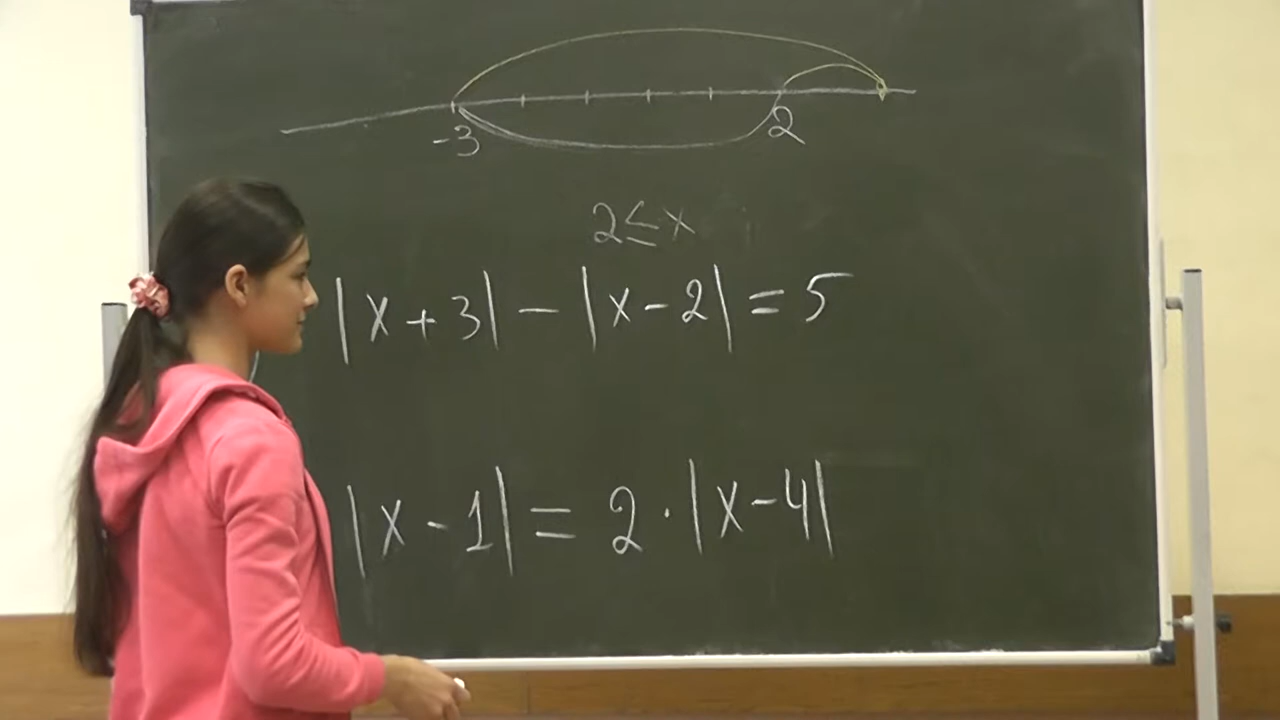 -3 2
2 ≤ x
|x + 3| - |x - 2| = 5
|x - 1| = 2 · |x - 4|